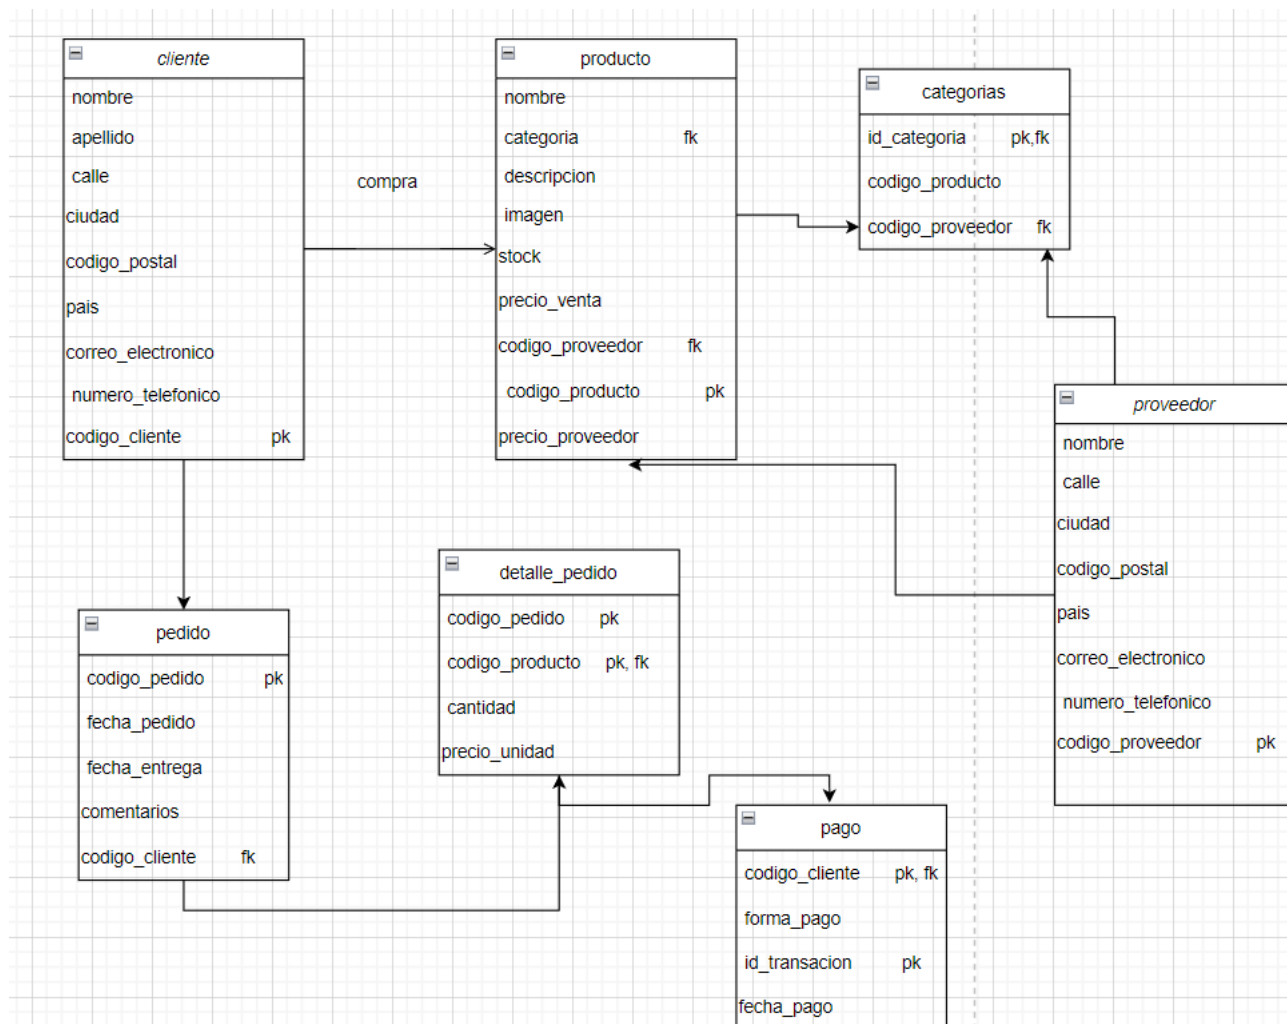 cliente
nombre
apellido
calle
ciudad
codigo_postal
pais
correo_electronico
numero_telefonico
codigo_cliente pk
compra
producto
nombre
categoria fk
descripcion
imagen
stock
precio_venta
codigo_proveedor fk
codigo_producto pk
precio_proveedor
categorias
id_categoria pk,fk
codigo_producto
codigo_proveedor fk
proveedor
nombre
calle
ciudad
codigo_postal
pais
correo_electronico
numero_telefonico
codigo_proveedor pk
detalle_pedido
codigo_pedido pk
codigo_producto pk, fk
cantidad
precio_unidad
pedido
codigo_pedido pk
fecha_pedido
fecha_entrega
comentarios
codigo_cliente fk
pago
codigo_cliente pk, fk
forma_pago
id_transacion pk
fecha_pago